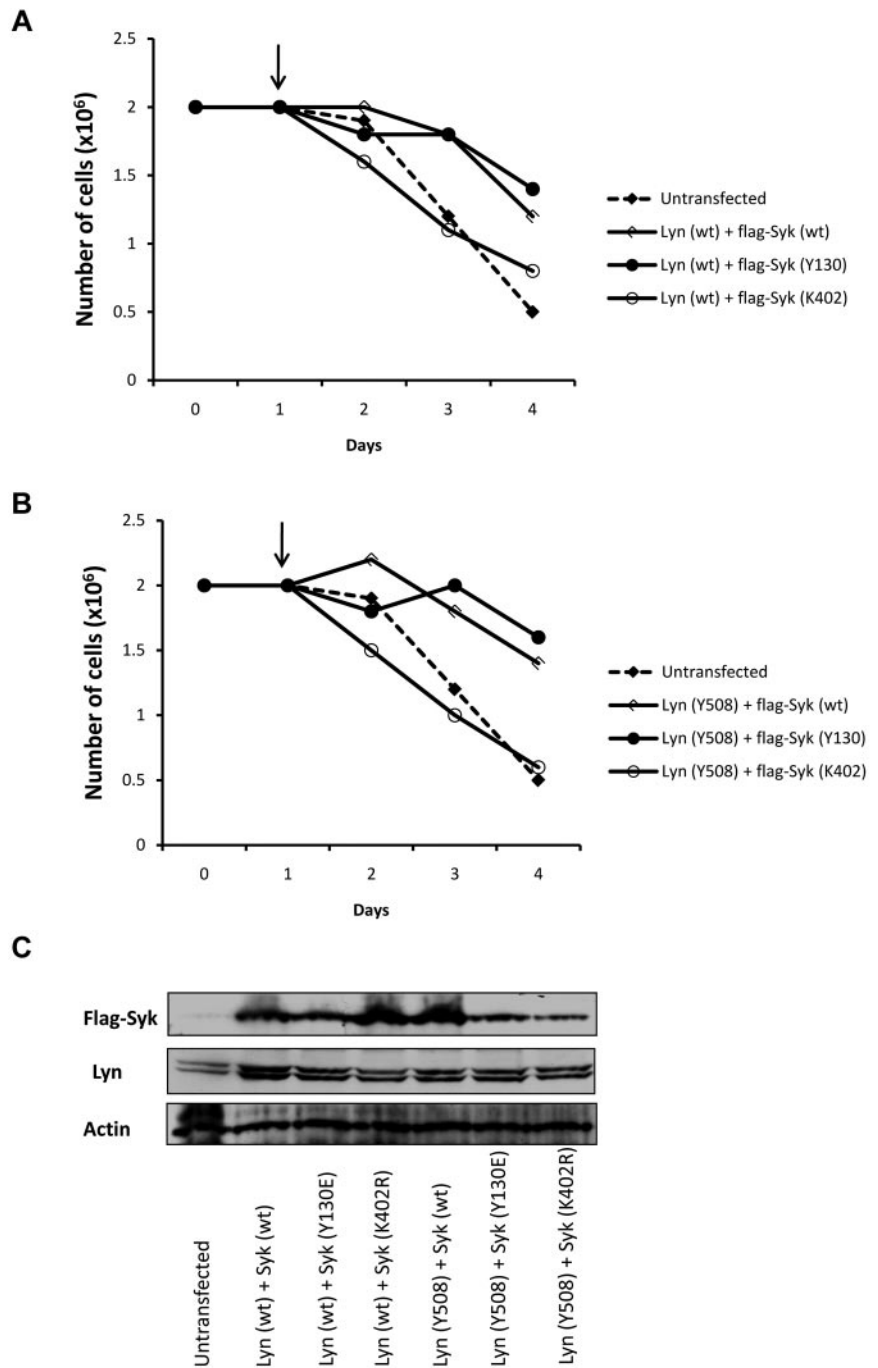 A
2.5
2
1.5
1
0.5
0
Number of cells (x10⁶)
0 1 2 3 4
Days
Untransfected
Lyn (wt) + flag-Syk (wt)
Lyn (wt) + flag-Syk (Y130)
Lyn (wt) + flag-Syk (K402)
B
2.5
2
1.5
1
0.5
0
Number of cells (x10⁶)
0 1 2 3 4
Days
Untransfected
Lyn (Y508) + flag-Syk (wt)
Lyn (Y508) + flag-Syk (Y130)
Lyn (Y508) + flag-Syk (K402)
C
Flag-Syk
Lyn
Actin
Untransfected
Lyn (wt) + Syk (wt)
Lyn (wt) + Syk (Y130E)
Lyn (wt) + Syk (K402R)
Lyn (Y508) + Syk (wt)
Lyn (Y508) + Syk (Y130E)
Lyn (Y508) + Syk (K402R)